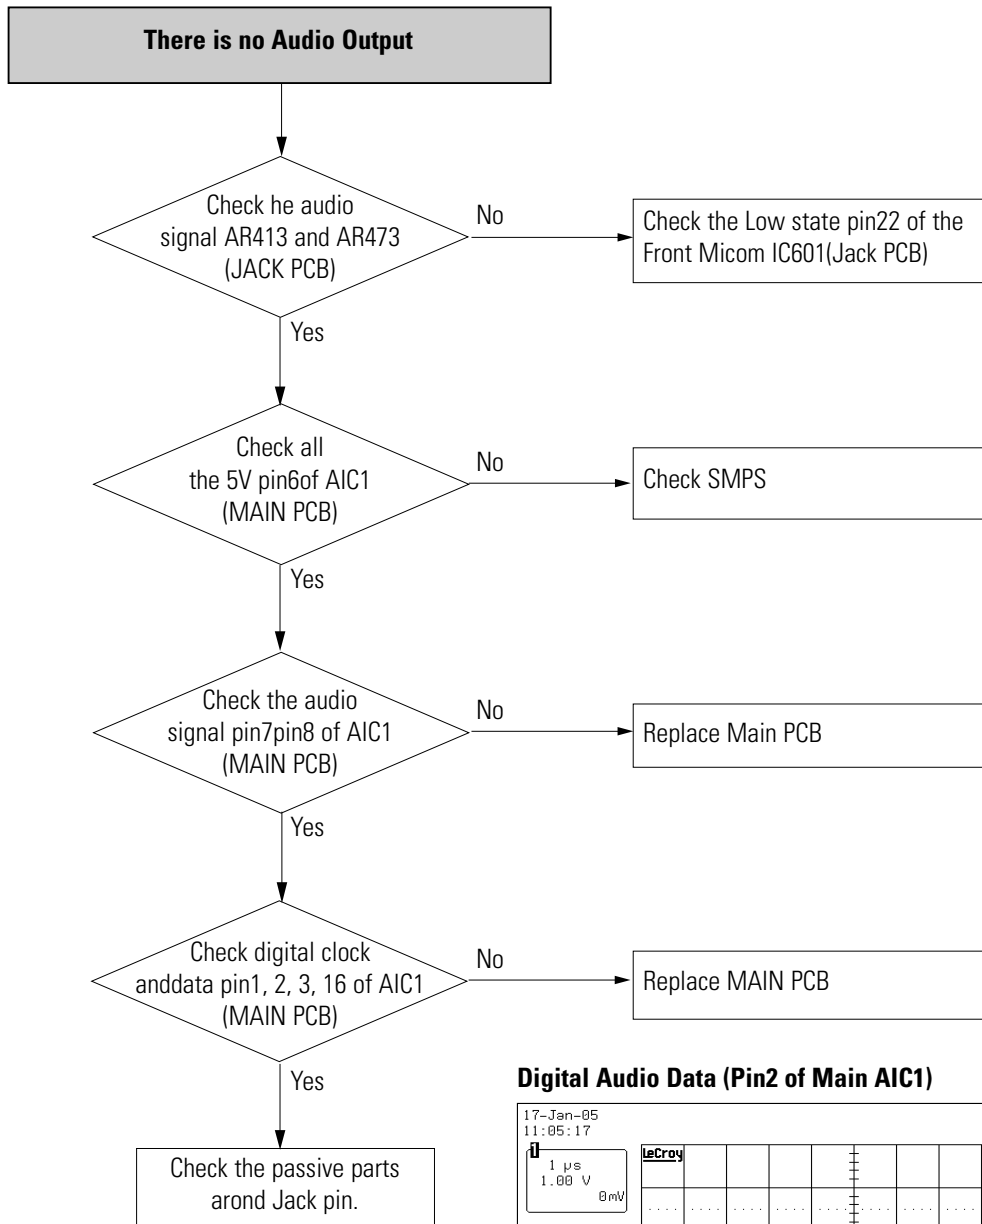 There is no Audio Output
Check he audio
signal AR413 and AR473
(JACK PCB)
No
Check the Low state pin22 of the
Front Micom IC601(Jack PCB)
Yes
Check all
the 5V pin6of AIC1
(MAIN PCB)
No
Check SMPS
Yes
Check the audio
signal pin7pin8 of AIC1
(MAIN PCB)
No
Replace Main PCB
Yes
Check digital clock
anddata pin1, 2, 3, 16 of AIC1
(MAIN PCB)
No
Replace MAIN PCB
Yes
Check the passive parts
arond Jack pin.
Digital Audio Data (Pin2 of Main AIC1)
17-Jan-05
11:05:17
1
1 µs
1.00 V
0mV
LeCroy